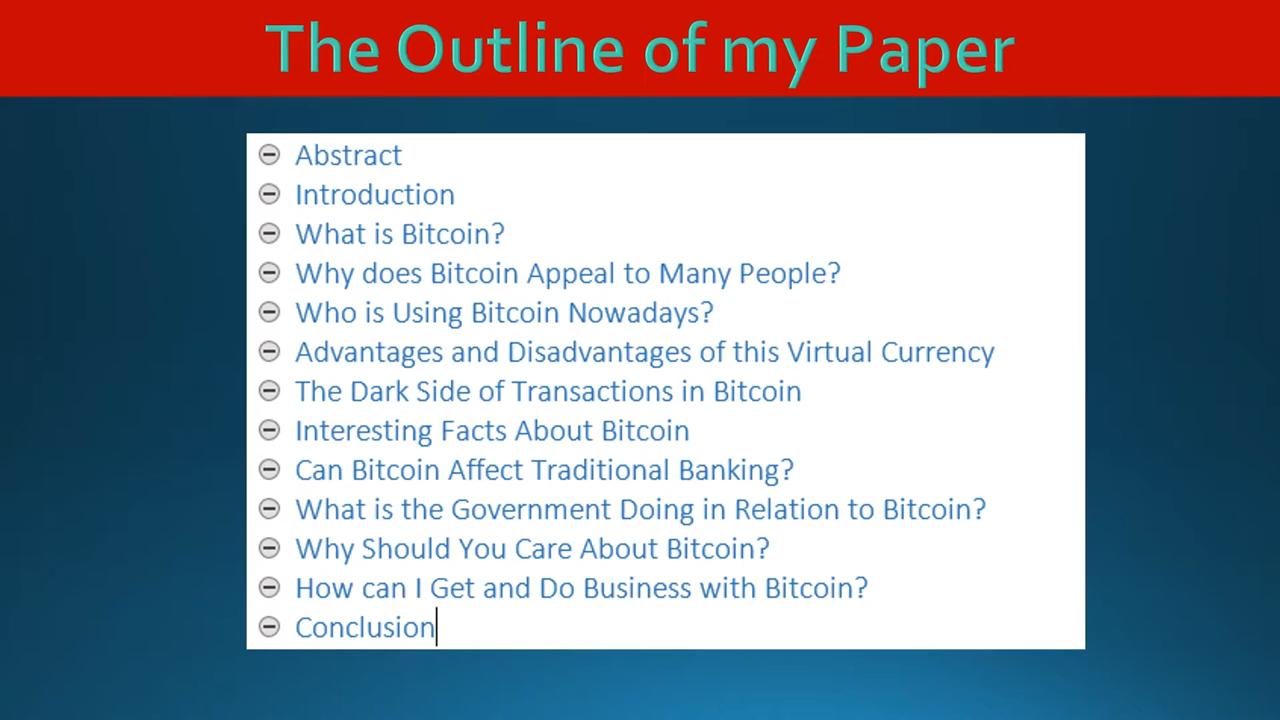 The Outline of my Paper
Abstract
Introduction
What is Bitcoin?
Why does Bitcoin Appeal to Many People?
Who is Using Bitcoin Nowadays?
Advantages and Disadvantages of this Virtual Currency
The Dark Side of Transactions in Bitcoin
Interesting Facts About Bitcoin
Can Bitcoin Affect Traditional Banking?
What is the Government Doing in Relation to Bitcoin?
Why Should You Care About Bitcoin?
How can I Get and Do Business with Bitcoin?
Conclusion